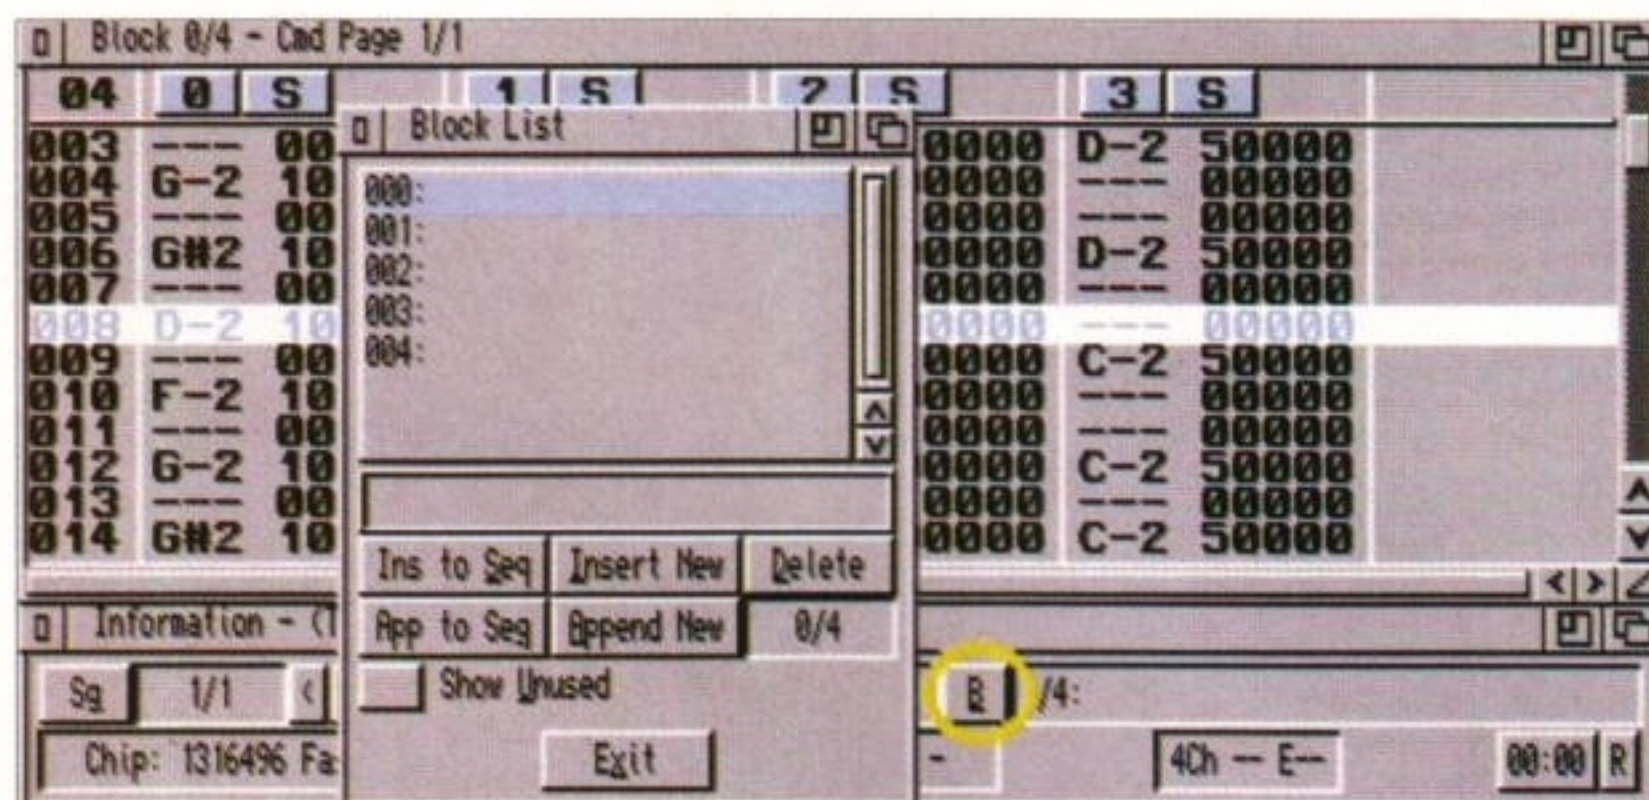 Block 0/4 - Cmd Page 1/1
04 0 S 1 S 2 S 3 S
003 --- 00 0000 D-2 50000
004 G-2 10 0000 --- 00000
005 --- 00 0000 --- 00000
006 G#2 10 0000 D-2 50000
007 --- 00 0000 --- 00000
008 D-2 10 0000 --- 00000
009 --- 00 0000 C-2 50000
010 F-2 10 0000 --- 00000
011 --- 00 0000 --- 00000
012 G-2 10 0000 C-2 50000
013 --- 00 0000 --- 00000
014 G#2 10 0000 C-2 50000
Block List
000:
001:
002:
003:
004:
Ins to Seq Insert New Delete
App to Seq Append New 0/4
Show Unused
Exit
Information - (T
Sg 1/1 < B /4:
Chip: 1316496 Fa - 4Ch -- E-- 00:00 R